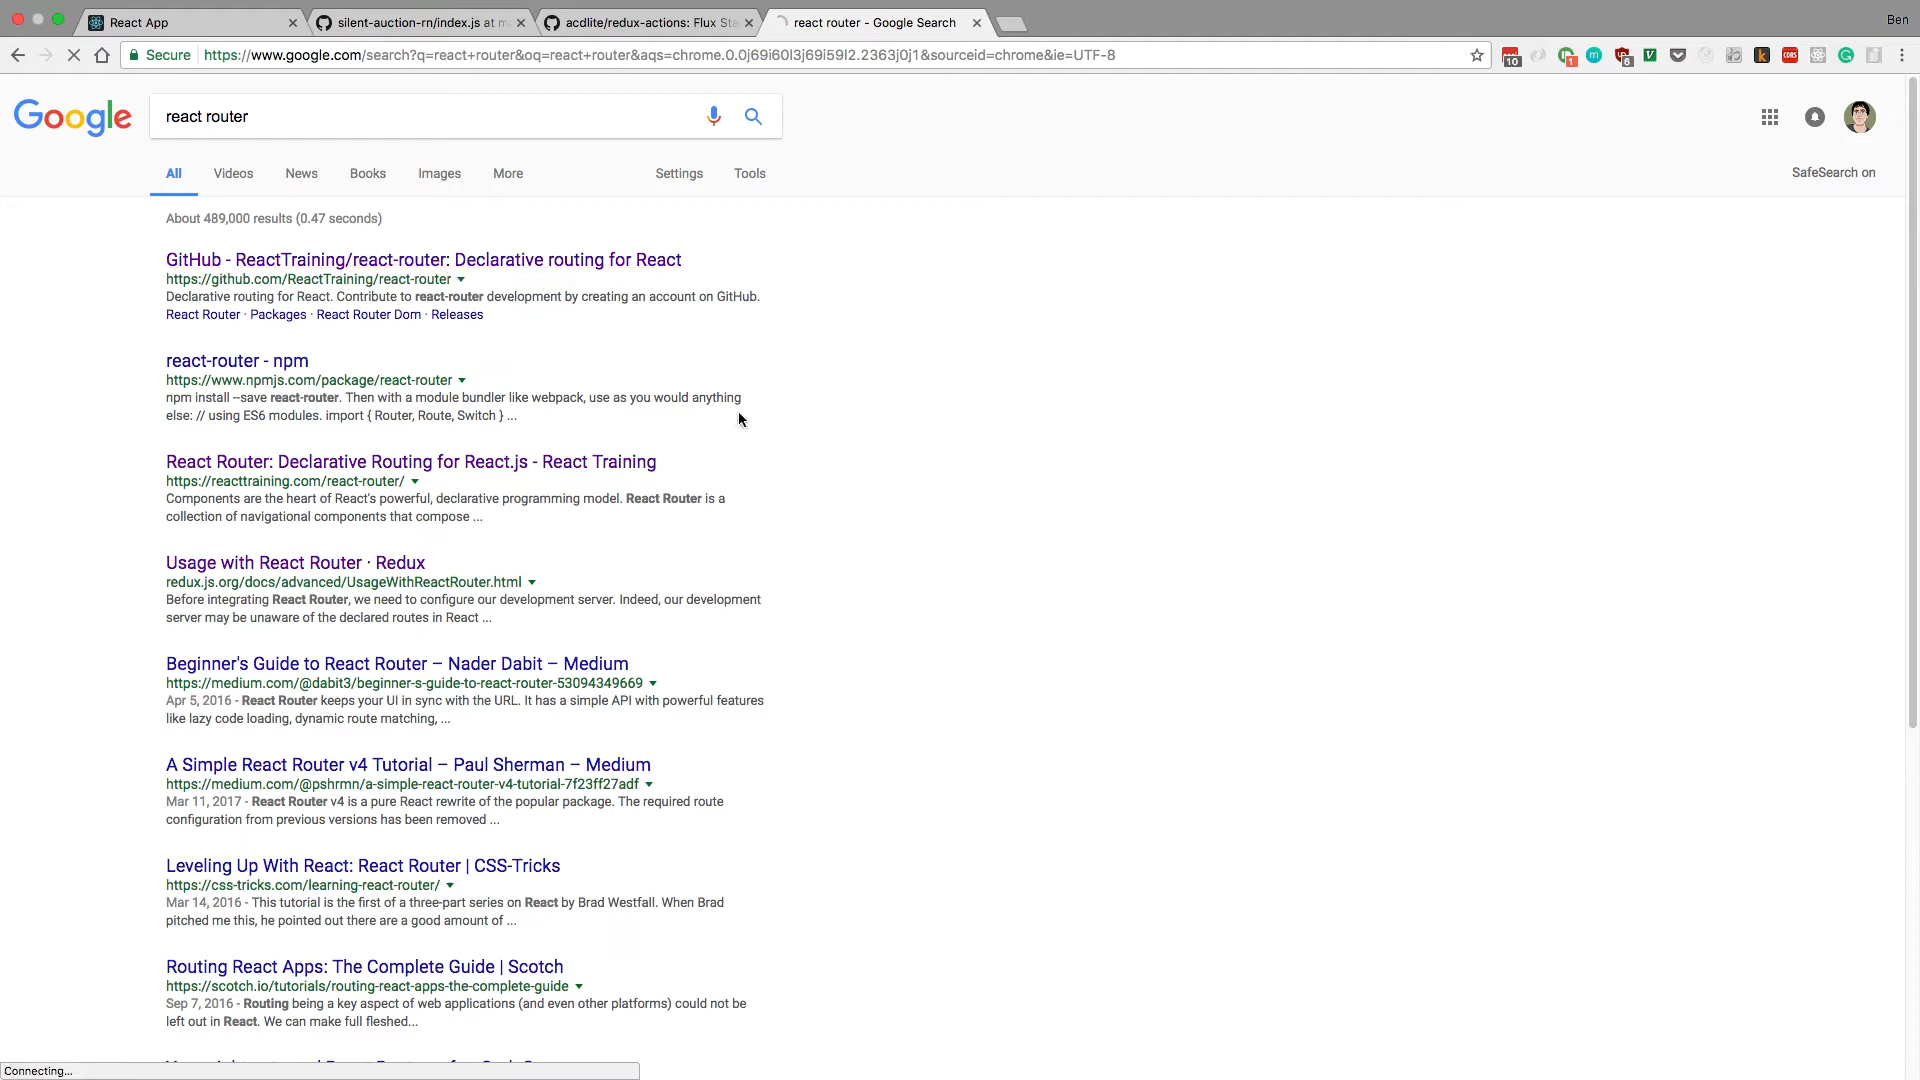 React App
silent-auction-rn/index.js at ma
acdlite/redux-actions: Flux Sta
react router - Google Search
Ben
Secure https://www.google.com/search?q=react+router&oq=react+router&aqs=chrome.0.0j69i60l3j69i59l2.2363j0j1&sourceid=chrome&ie=UTF-8
10
1
m
6
V
k
CORS
Google
react router
All Videos News Books Images More Settings Tools
SafeSearch on
About 489,000 results (0.47 seconds)
GitHub - ReactTraining/react-router: Declarative routing for React
https://github.com/ReactTraining/react-router
Declarative routing for React. Contribute to react-router development by creating an account on GitHub.
React Router · Packages · React Router Dom · Releases
react-router - npm
https://www.npmjs.com/package/react-router
npm install --save react-router. Then with a module bundler like webpack, use as you would anything
else: // using ES6 modules. import { Router, Route, Switch } ...
React Router: Declarative Routing for React.js - React Training
https://reacttraining.com/react-router/
Components are the heart of React's powerful, declarative programming model. React Router is a
collection of navigational components that compose ...
Usage with React Router · Redux
redux.js.org/docs/advanced/UsageWithReactRouter.html
Before integrating React Router, we need to configure our development server. Indeed, our development
server may be unaware of the declared routes in React ...
Beginner's Guide to React Router – Nader Dabit – Medium
https://medium.com/@dabit3/beginner-s-guide-to-react-router-53094349669
Apr 5, 2016 - React Router keeps your UI in sync with the URL. It has a simple API with powerful features
like lazy code loading, dynamic route matching, ...
A Simple React Router v4 Tutorial – Paul Sherman – Medium
https://medium.com/@pshrmn/a-simple-react-router-v4-tutorial-7f23ff27adf
Mar 11, 2017 - React Router v4 is a pure React rewrite of the popular package. The required route
configuration from previous versions has been removed ...
Leveling Up With React: React Router | CSS-Tricks
https://css-tricks.com/learning-react-router/
Mar 14, 2016 - This tutorial is the first of a three-part series on React by Brad Westfall. When Brad
pitched me this, he pointed out there are a good amount of ...
Routing React Apps: The Complete Guide | Scotch
https://scotch.io/tutorials/routing-react-apps-the-complete-guide
Sep 7, 2016 - Routing being a key aspect of web applications (and even other platforms) could not be
left out in React. We can make full fleshed...
Connecting...